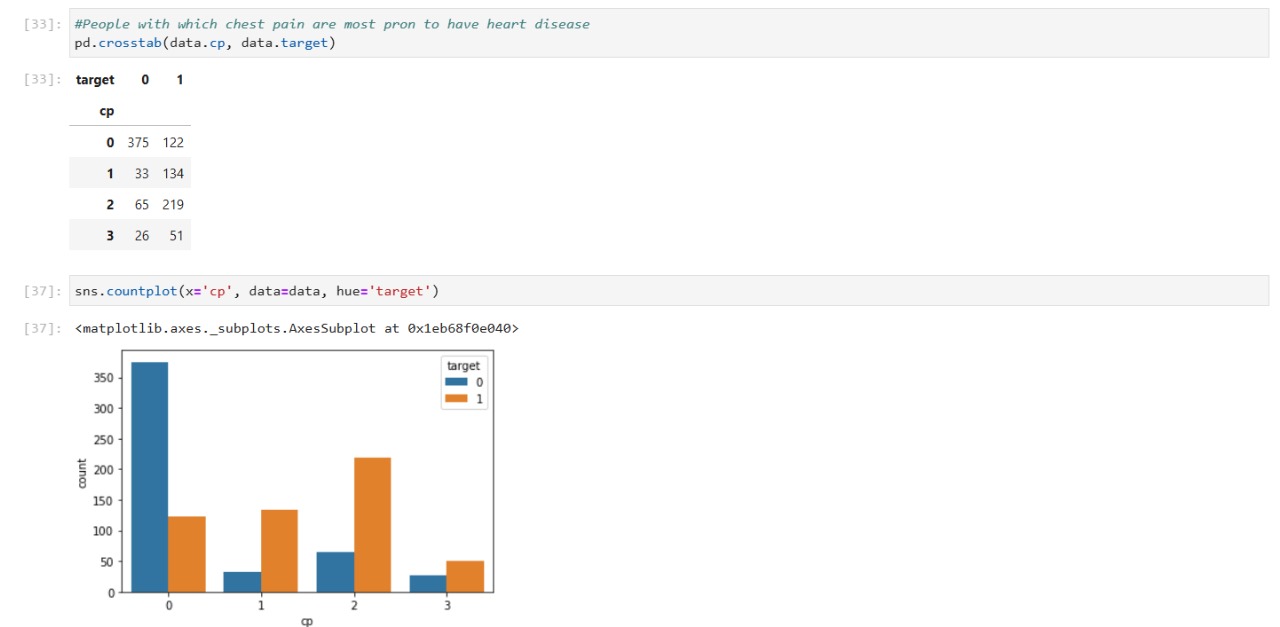 [33]: #People with which chest pain are most pron to have heart disease
pd.crosstab(data.cp, data.target)
[33]: target 0 1
cp
0 375 122
1 33 134
2 65 219
3 26 51
[37]: sns.countplot(x='cp', data=data, hue='target')
[37]: <matplotlib.axes._subplots.AxesSubplot at 0x1eb68f0e040>
target
0
1
350
300
250
200
150
100
50
0
count
0 1 2 3
cp